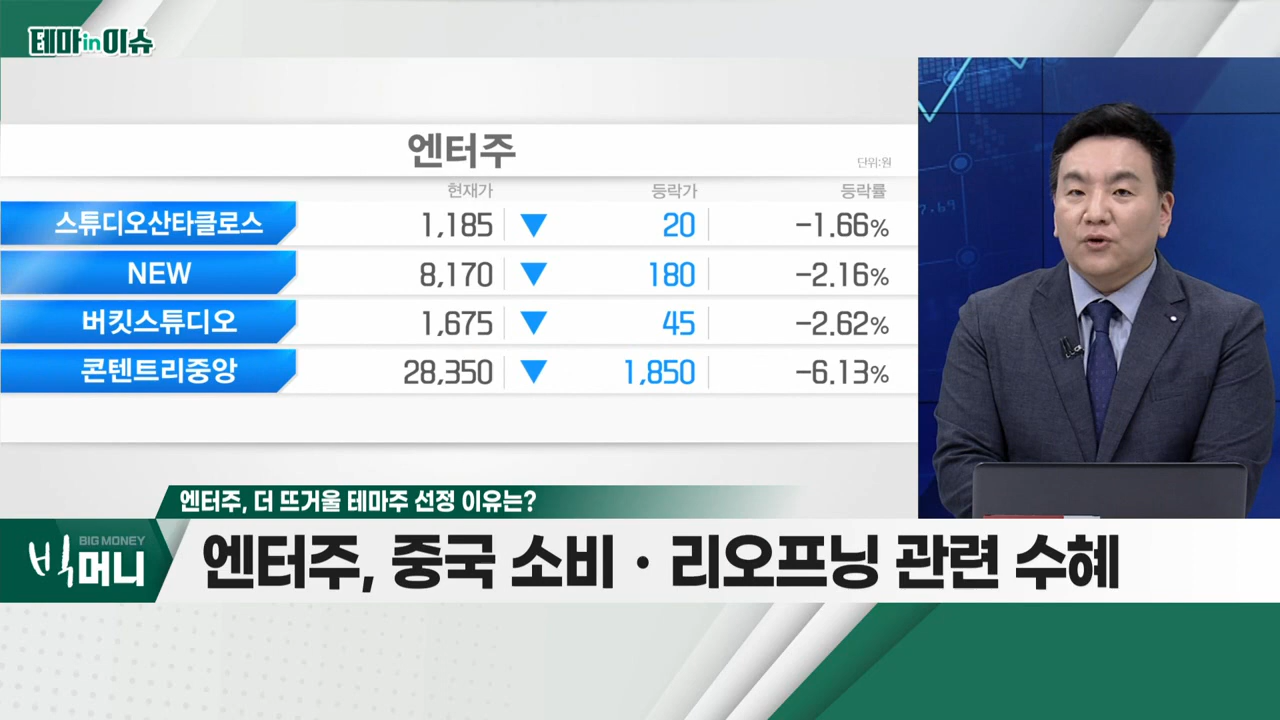 테마in이슈
엔터주
단위:원
현재가 등락가 등락률
스튜디오산타클로스 1,185 ▼ 20 -1.66%
NEW 8,170 ▼ 180 -2.16%
버킷스튜디오 1,675 ▼ 45 -2.62%
콘텐트리중앙 28,350 ▼ 1,850 -6.13%
엔터주, 더 뜨거울 테마주 선정 이유는?
BIG MONEY
빅머니
엔터주, 중국 소비·리오프닝 관련 수혜